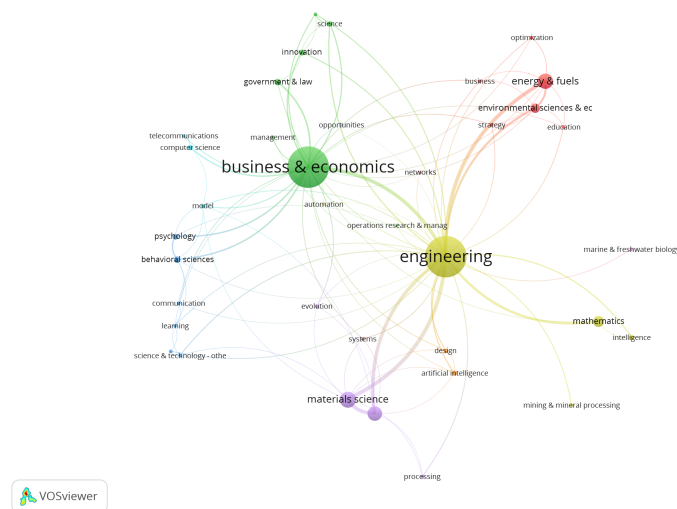 science
optimization
innovation
business
energy & fuels
government & law
environmental sciences & ec
opportunities
strategy
education
telecommunications
management
computer science
business & economics
networks
model
automation
operations research & manag
psychology
marine & freshwater biology
engineering
behavioral sciences
communication
evolution
mathematics
learning
systems
intelligence
science & technology - othe
design
artificial intelligence
materials science
mining & mineral processing
processing
VOSviewer